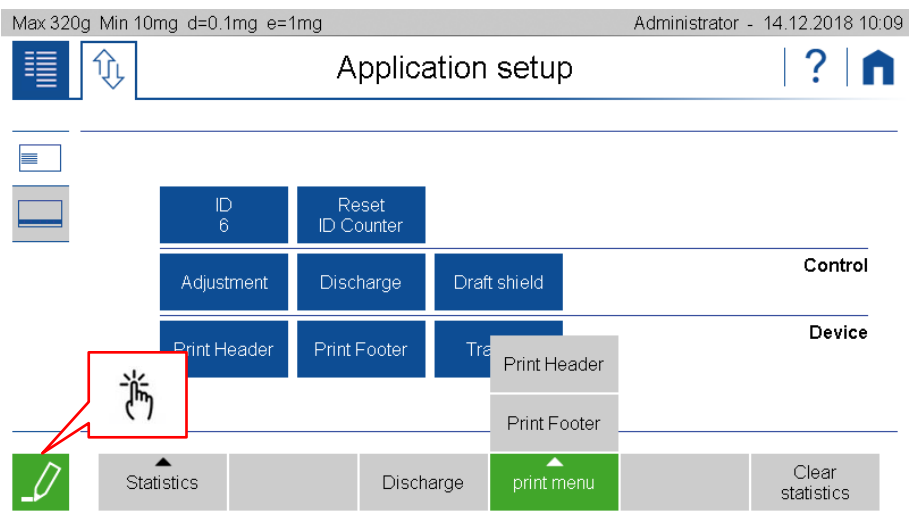 Max 320g Min 10mg d=0.1mg e=1mg
Administrator - 14.12.2018 10:09
Application setup
?
ID
6
Reset
ID Counter
Control
Adjustment
Discharge
Draft shield
Device
Print Header
Print Footer
Tra
Print Header
Print Footer
Statistics
Discharge
print menu
Clear
statistics